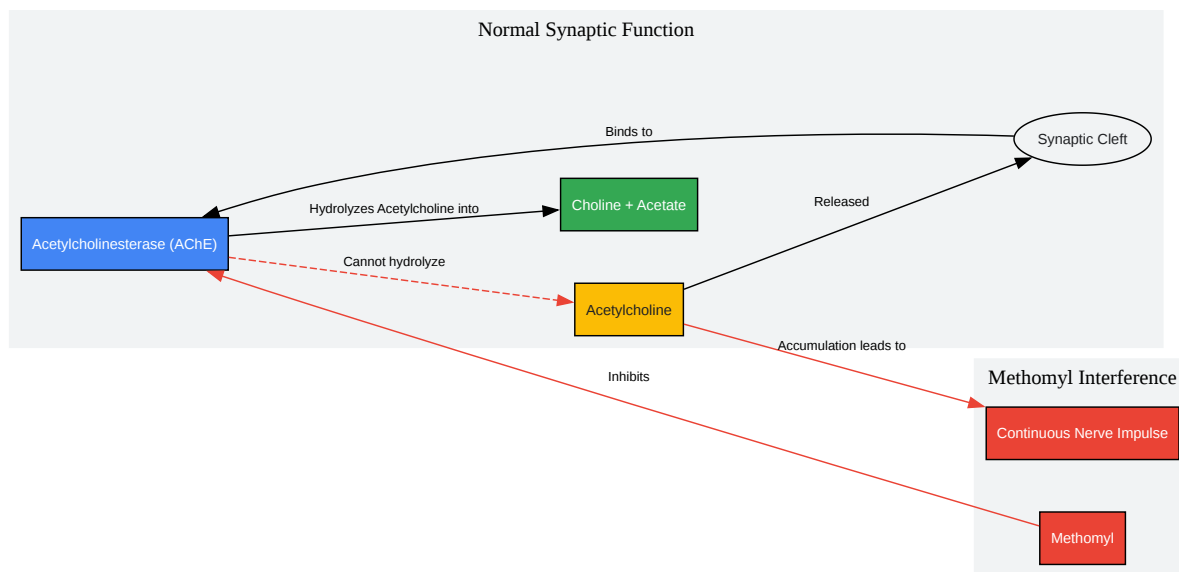 Normal Synaptic Function
Binds to
Synaptic Cleft
Hydrolyzes Acetylcholine into
Choline + Acetate
Released
Acetylcholinesterase (AChE)
Cannot hydrolyze
Acetylcholine
Accumulation leads to
Inhibits
Methomyl Interference
Continuous Nerve Impulse
Methomyl